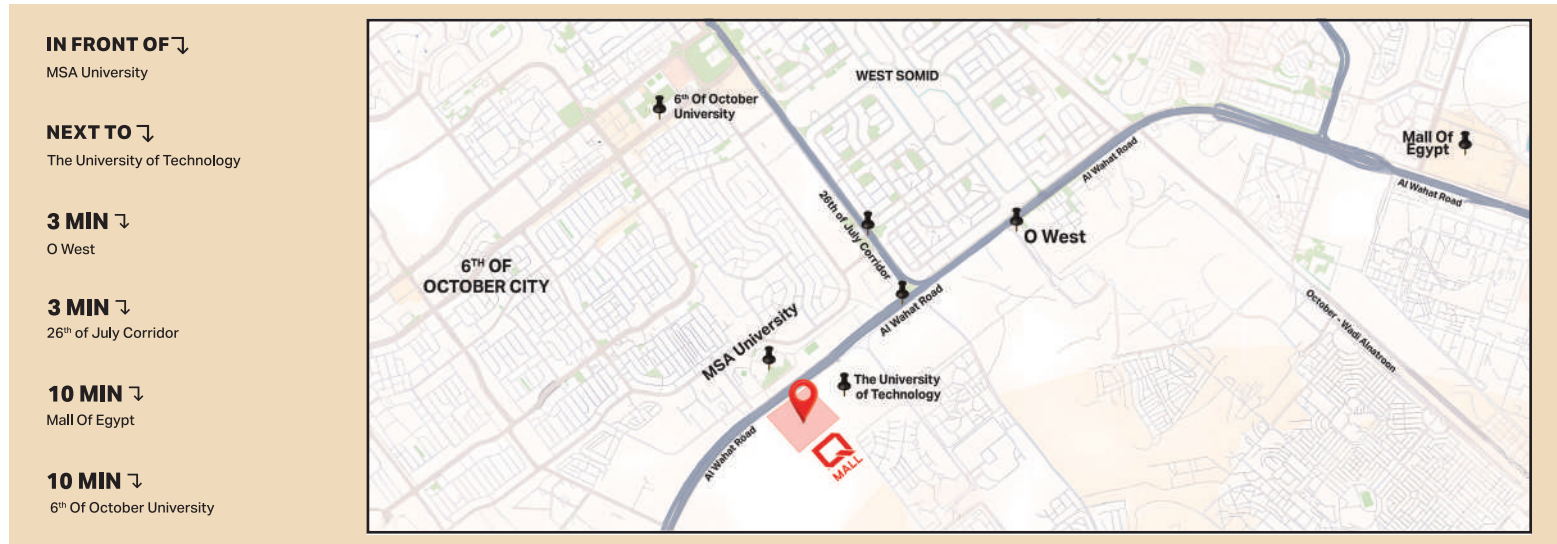 IN FRONT OF
MSA University
NEXT TO
The University of Technology
3 MIN
O West
3 MIN
26th of July Corridor
10 MIN
Mall Of Egypt
10 MIN
6th Of October University
WEST SOMID
6th Of October
University
Mall Of
Egypt
Al Wahat Road
Al Wahat Road
26th of July Corridor
O West
6TH OF
OCTOBER CITY
Al Wahat Road
October - Wadi Alnatroon
MSA University
The University
of Technology
Al Wahat Road
Q
MALL